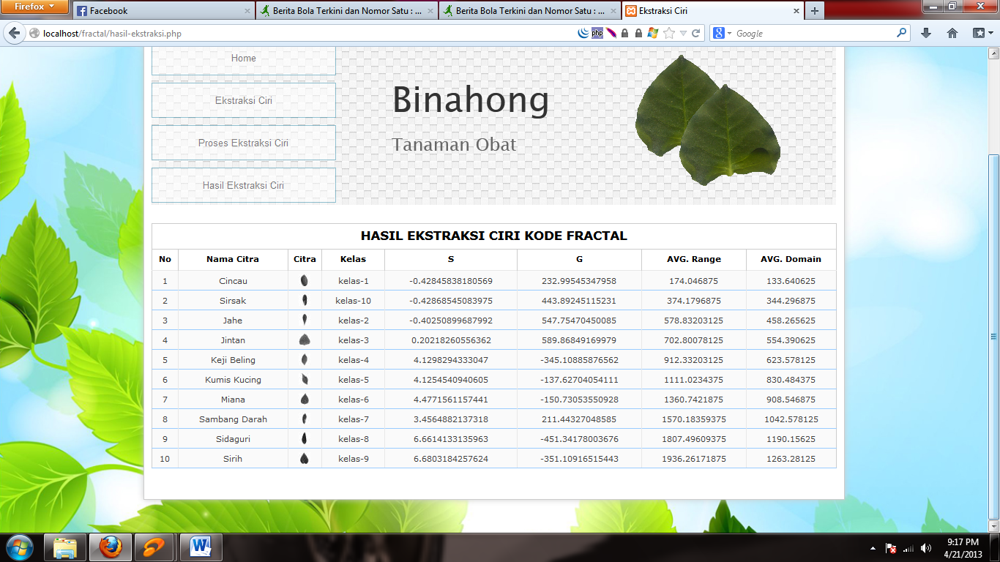 Firefox
Facebook
Berita Bola Terkini dan Nomor Satu : ...
Berita Bola Terkini dan Nomor Satu : ...
Ekstraksi Ciri
localhost/fractal/hasil-ekstraksi.php
php
Google
Home
Ekstraksi Ciri
Proses Ekstraksi Ciri
Hasil Ekstraksi Ciri
Binahong
Tanaman Obat
HASIL EKSTRAKSI CIRI KODE FRACTAL
No Nama Citra Citra Kelas S G AVG. Range AVG. Domain
1 Cincau kelas-1 -0.42845838180569 232.99545347958 174.046875 133.640625
2 Sirsak kelas-10 -0.42868545083975 443.89245115231 374.1796875 344.296875
3 Jahe kelas-2 -0.40250899687992 547.75470450085 578.83203125 458.265625
4 Jintan kelas-3 0.20218260556362 589.86849169979 702.80078125 554.390625
5 Keji Beling kelas-4 4.1298294333047 -345.10885876562 912.33203125 623.578125
6 Kumis Kucing kelas-5 4.1254540940605 -137.62704054111 1111.0234375 830.484375
7 Miana kelas-6 4.4771561157441 -150.73053550928 1360.7421875 908.546875
8 Sambang Darah kelas-7 3.4564882137318 211.44327048585 1570.18359375 1042.578125
9 Sidaguri kelas-8 6.6614133135963 -451.34178003676 1807.49609375 1190.15625
10 Sirih kelas-9 6.6803184257624 -351.10916515443 1936.26171875 1263.28125
9:17 PM
4/21/2013